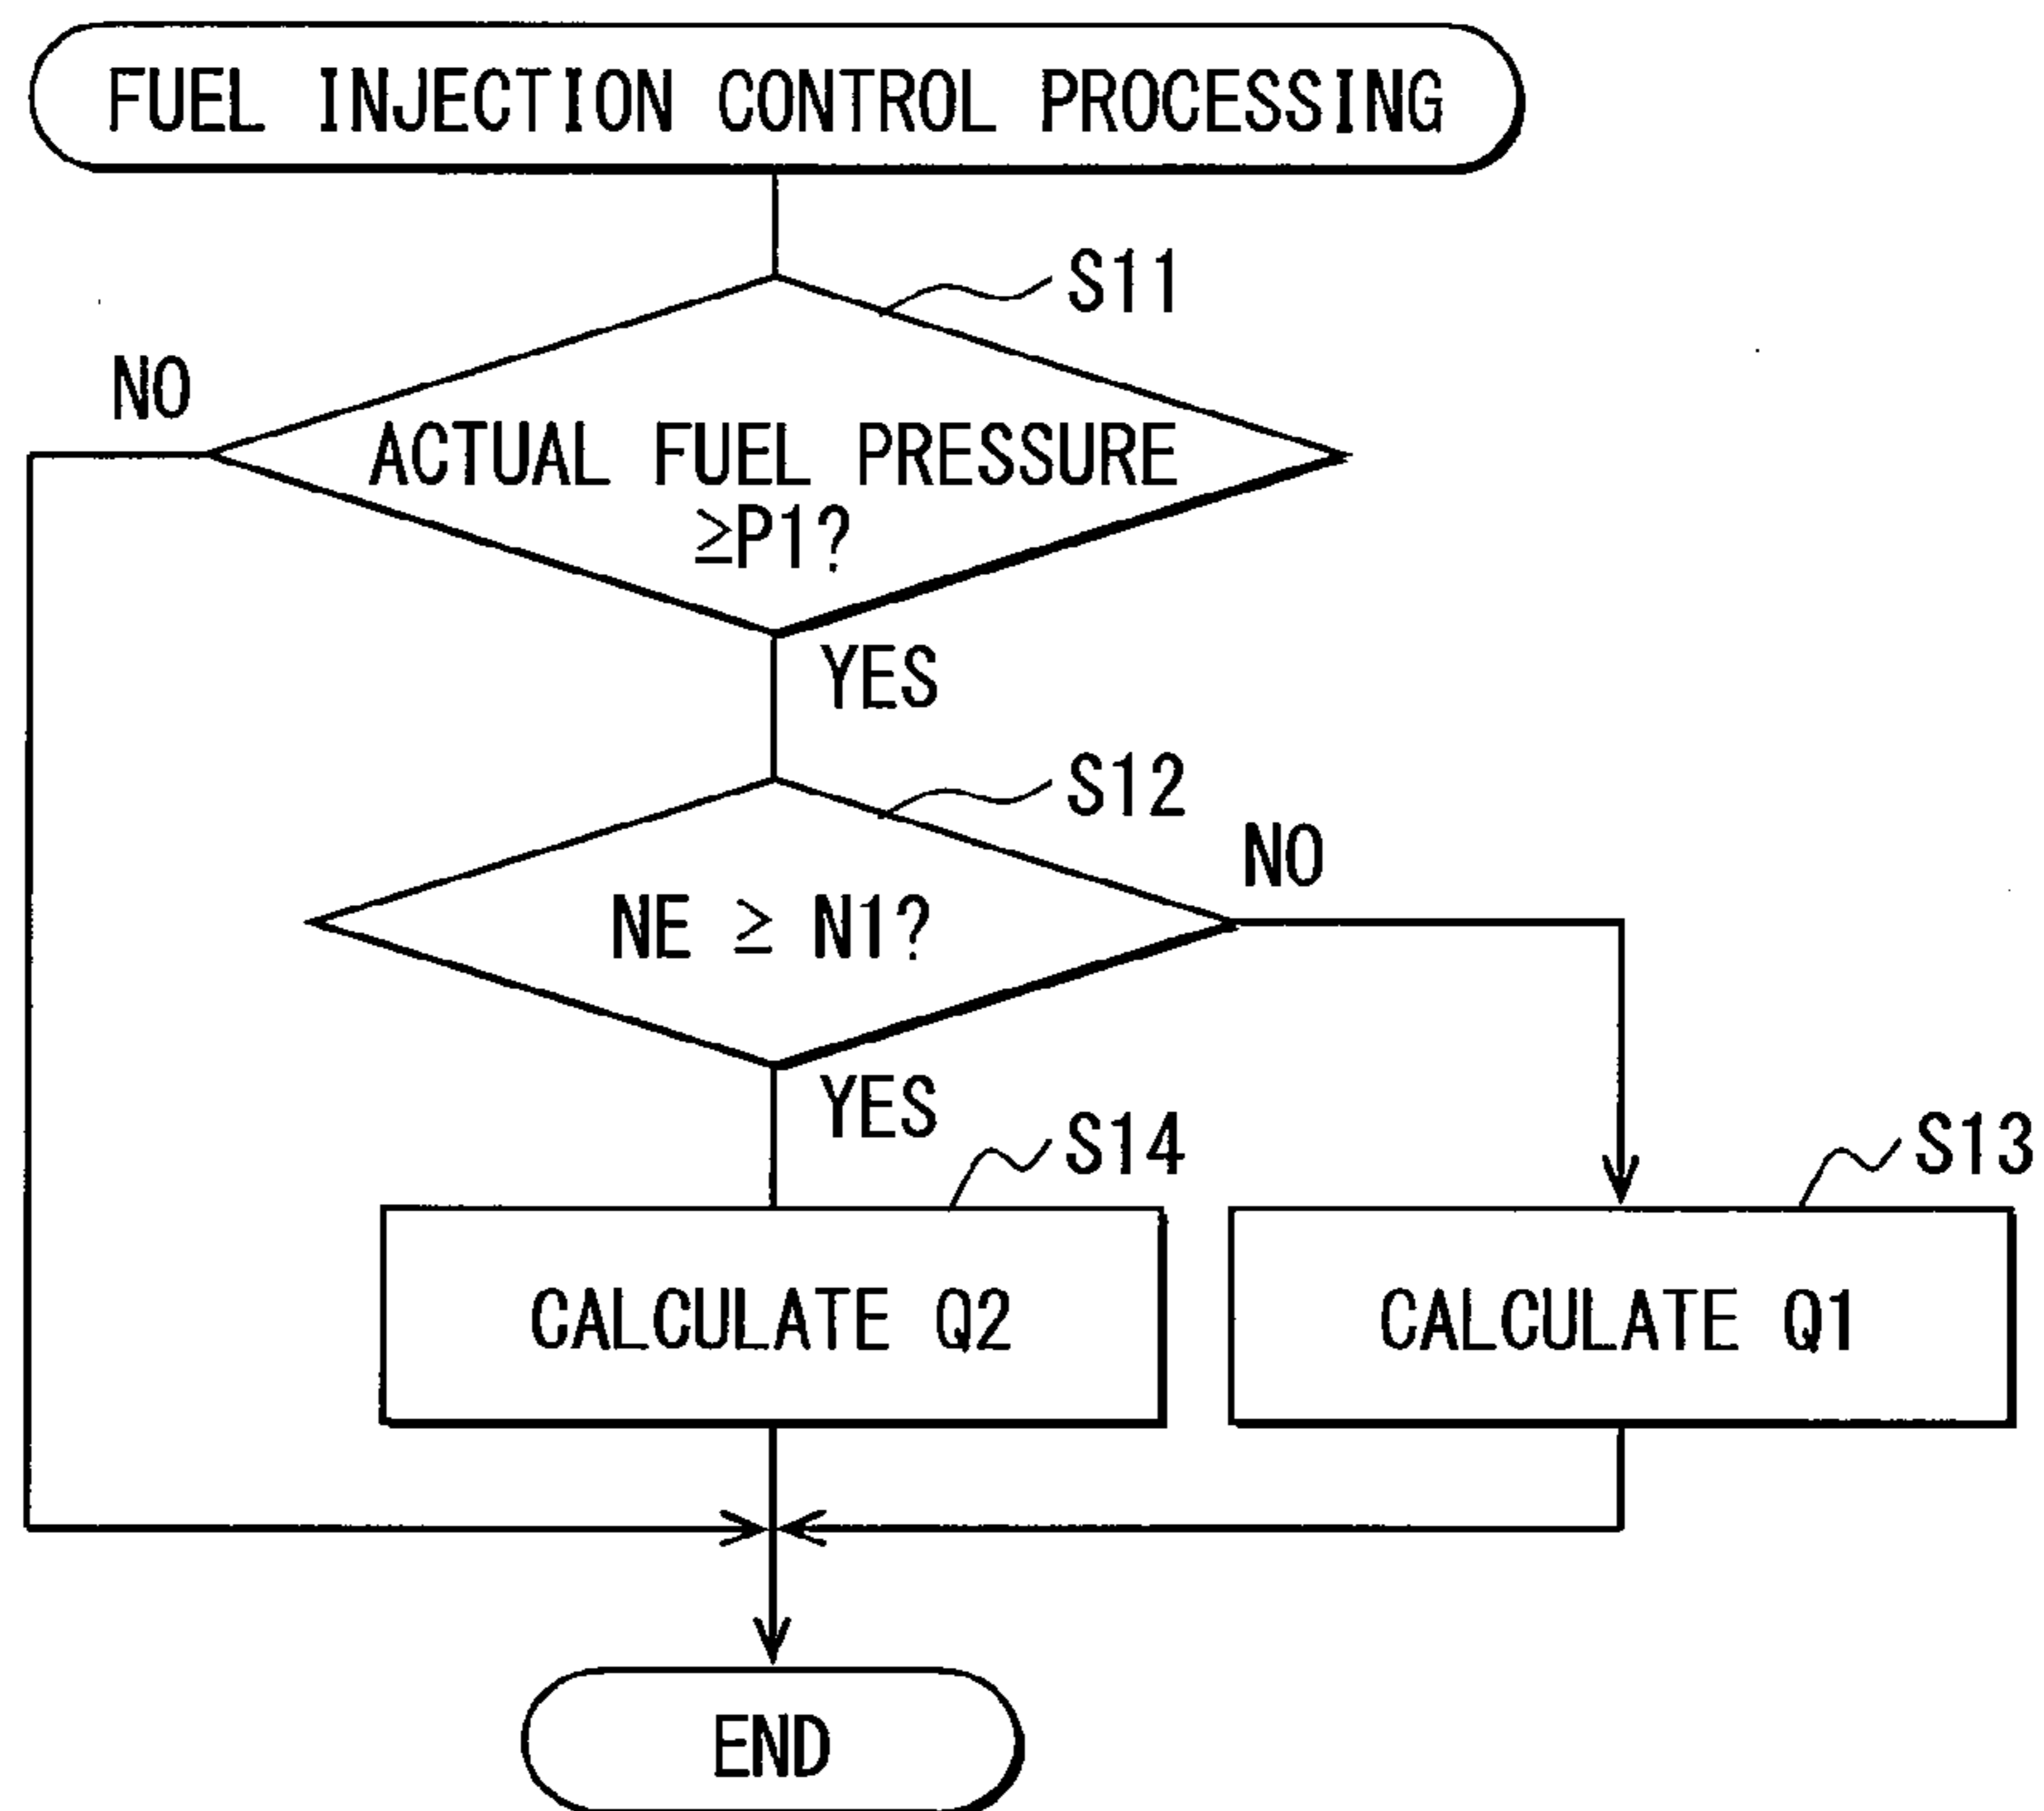 FUEL INJECTION CONTROL PROCESSING
S11
NO
ACTUAL FUEL PRESSURE
≥P1?
YES
S12
NO
NE ≥ N1?
YES
S14
S13
CALCULATE Q2
CALCULATE Q1
END